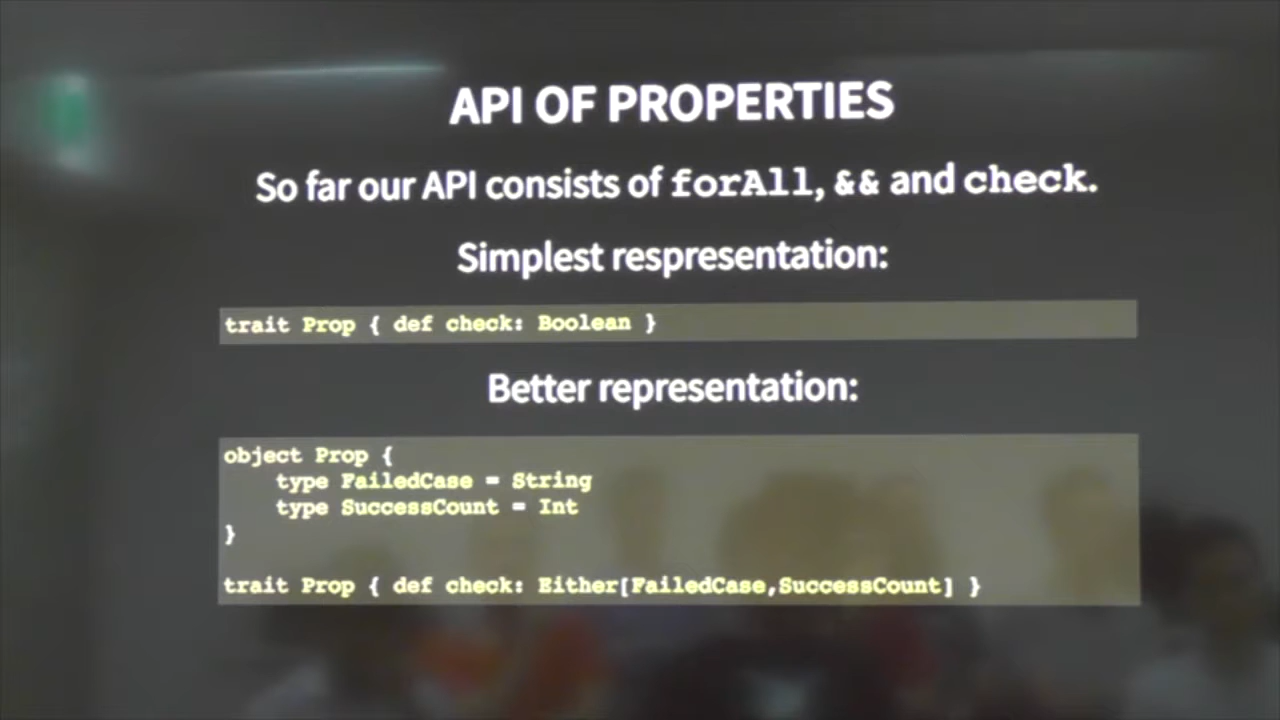 API OF PROPERTIES
So far our API consists of forAll, && and check.
Simplest respresentation:
trait Prop { def check: Boolean }
Better representation:
object Prop {
    type FailedCase = String
    type SuccessCount = Int
}
trait Prop { def check: Either[FailedCase,SuccessCount] }